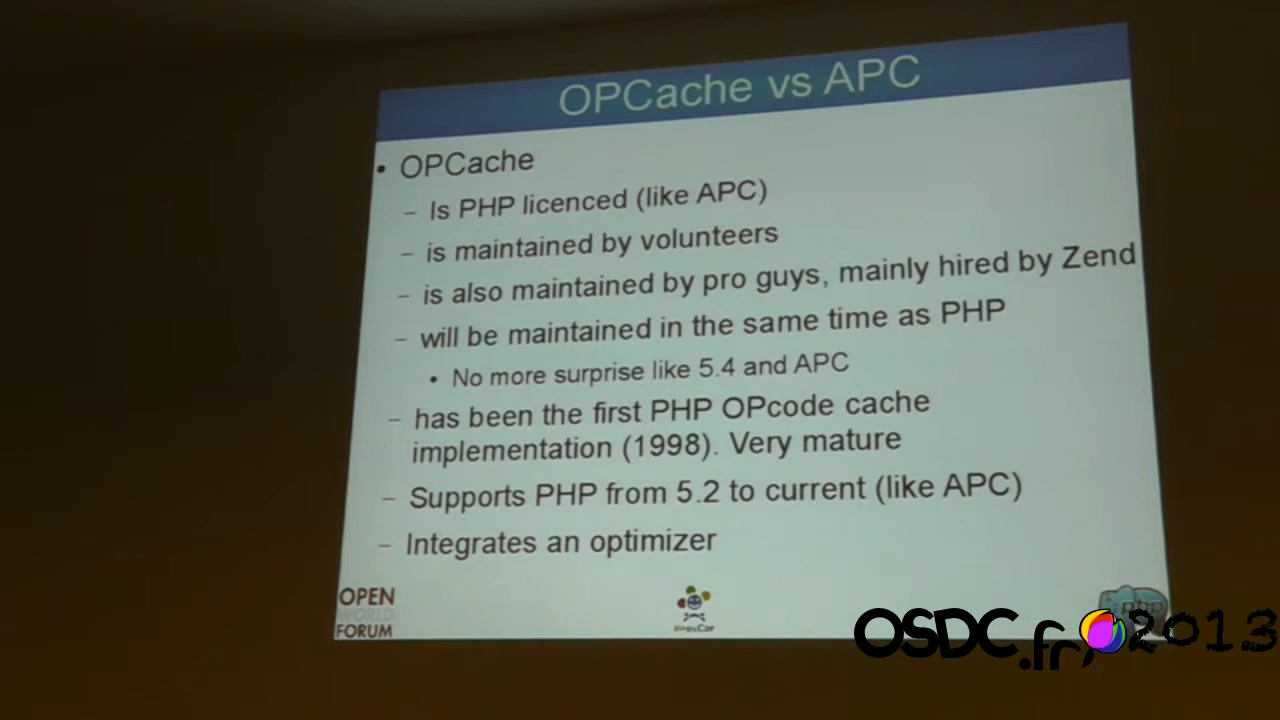 OPCache vs APC
• OPCache
– Is PHP licenced (like APC)
– is maintained by volunteers
– is also maintained by pro guys, mainly hired by Zend
– will be maintained in the same time as PHP
• No more surprise like 5.4 and APC
– has been the first PHP OPcode cache
implementation (1998). Very mature
– Supports PHP from 5.2 to current (like APC)
– Integrates an optimizer
OPEN
WORLD
FORUM
php
OSDC.fr 2013